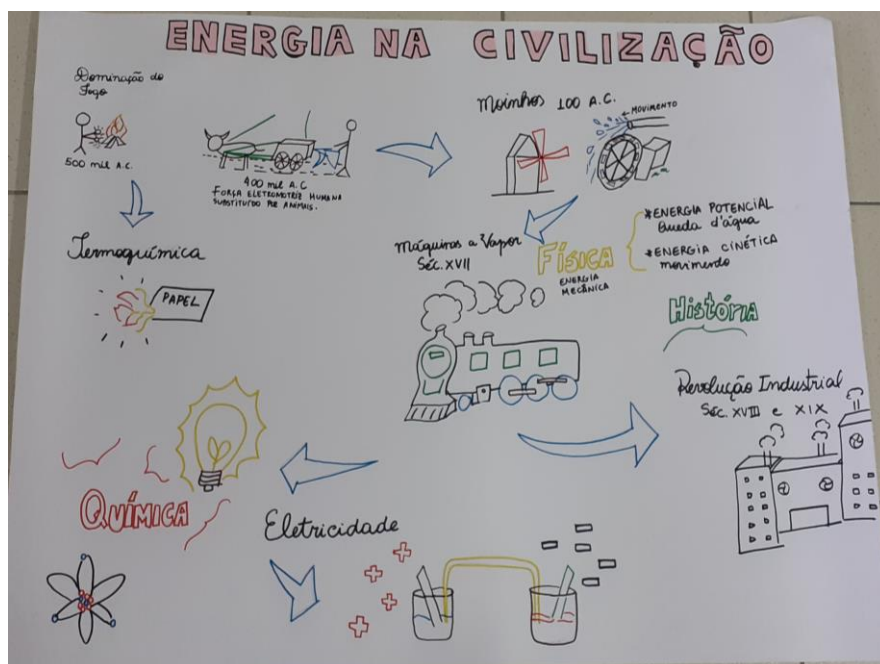 ENERGIA NA CIVILIZAÇÃO
Dominação do
Fogo
500 mil A.C.
400 mil A.C
FORÇA ELETROMOTRIZ HUMANA
SUBSTITUÍDO POR ANIMAIS.
Moinhos 100 A.C.
← MOVIMENTO
Termoquímica
PAPEL
Máquinas a Vapor
Séc. XVII
FÍSICA
ENERGIA
MECÂNICA
*ENERGIA POTENCIAL
Queda d'água
*ENERGIA CINÉTICA
movimendo
História
Revolução Industrial
Séc. XVIII e XIX
QUÍMICA
Eletricidade